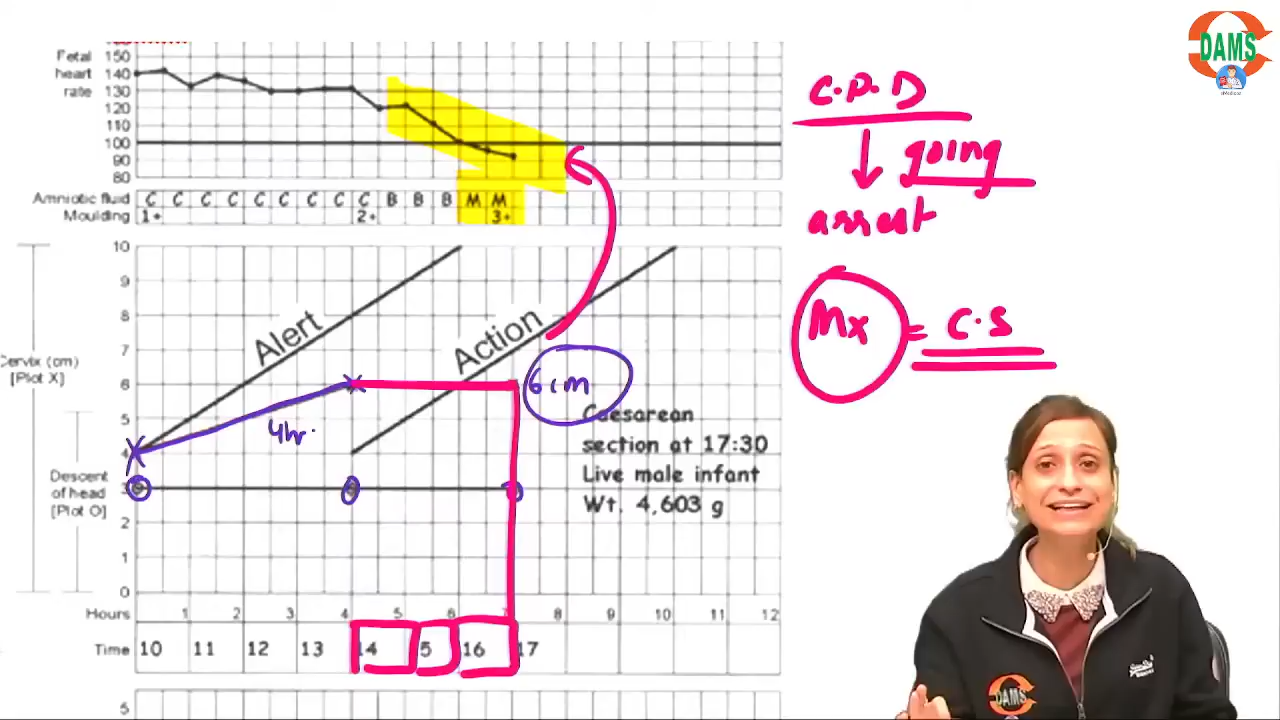 DAMS
Fetal
heart
rate
150
140
130
120
110
100
90
80
Amniotic fluid C C C C C C C C C B B B M M
Moulding 1+ 2+ 3+
10
9
8
7
6
5
4
3
2
1
0
Cervix (cm)
[Plot X]
Descent
of head
[Plot O]
Alert
Action
4hr.
6cm
Caesarean
section at 17:30
Live male infant
Wt. 4,603 g
Hours 1 2 3 4 5 6 7 8 9 10 11 12
Time 10 11 12 13 14 5 16 17
5
C.P.D
going
arrest
Mx = C.S
DAMS